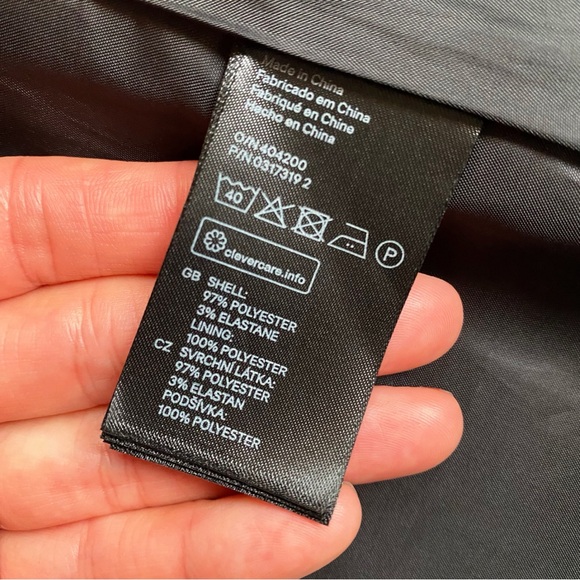 Made in China
Fabricado em China
Fabriqué en Chine
Hecho en China
O/N 404200
P/N 0317319 2
40
P
clevercare.info
GB SHELL:
97% POLYESTER
3% ELASTANE
LINING:
100% POLYESTER
CZ SVRCHNÍ LÁTKA:
97% POLYESTER
3% ELASTAN
PODŠÍVKA:
100% POLYESTER